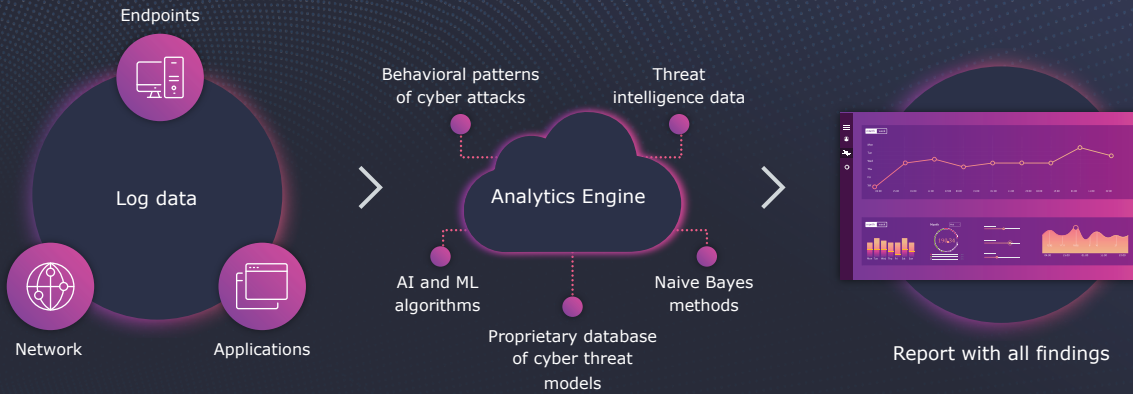 Endpoints
Log data
Network
Applications
Behavioral patterns
of cyber attacks
Threat
intelligence data
Analytics Engine
AI and ML
algorithms
Proprietary database
of cyber threat
models
Naive Bayes
methods
Report with all findings